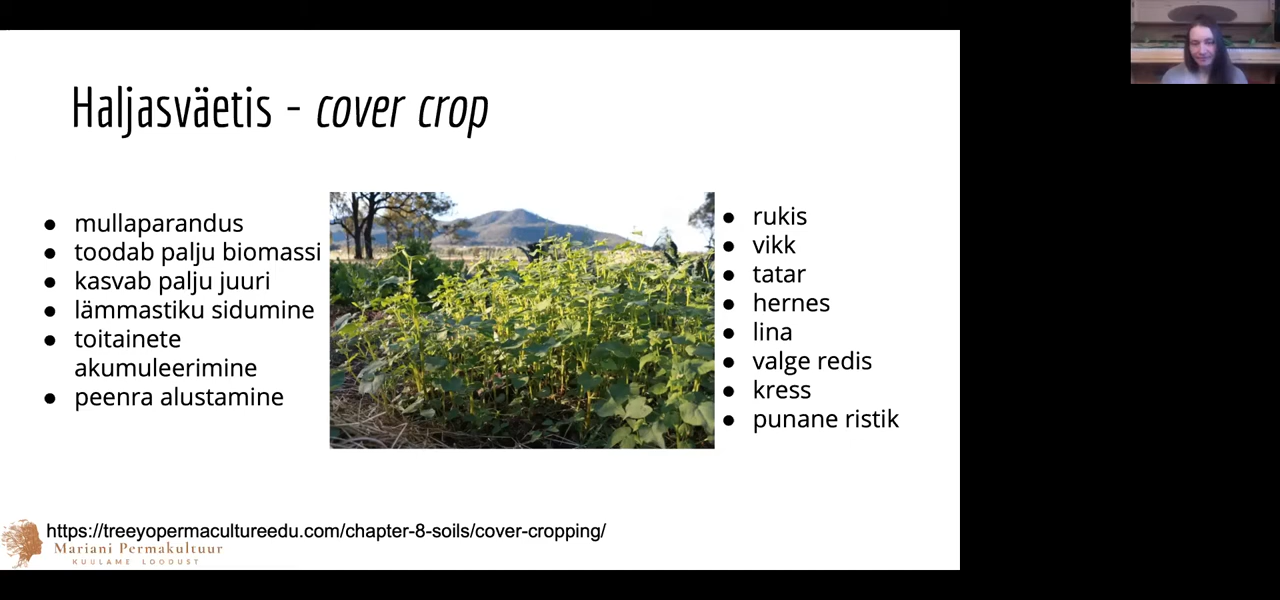 Haljasväetis - cover crop
● mullaparandus
● toodab palju biomassi
● kasvab palju juuri
● lämmastiku sidumine
● toitainete
akumuleerimine
● peenra alustamine
● rukis
● vikk
● tatar
● hernes
● lina
● valge redis
● kress
● punane ristik
https://treeyopermacultureedu.com/chapter-8-soils/cover-cropping/
Mariani Permakultuur
KUULAME LOODUST